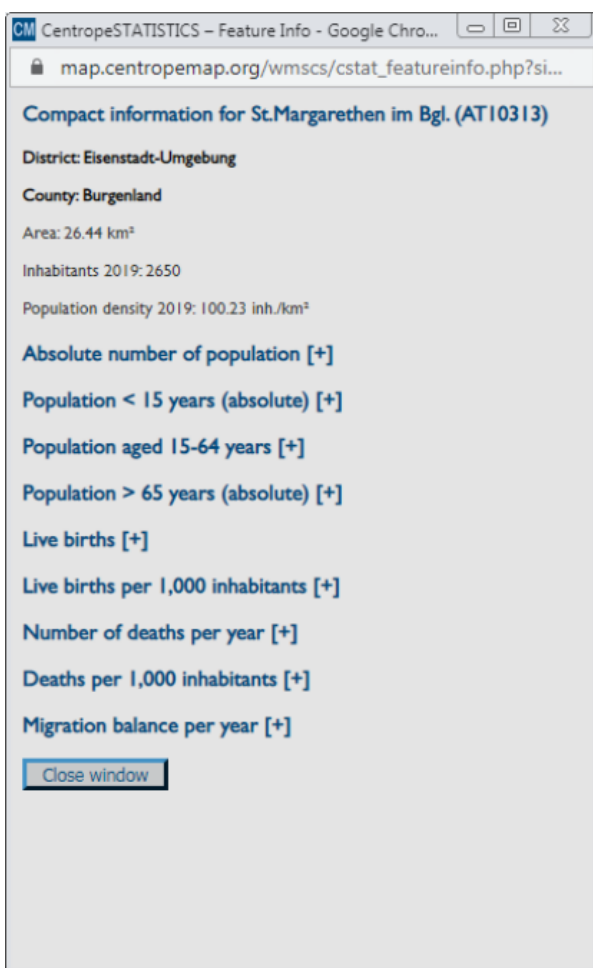 CM CentropeSTATISTICS – Feature Info - Google Chro...
map.centropemap.org/wmscs/cstat_featureinfo.php?si...
Compact information for St.Margarethen im Bgl. (AT10313)
District: Eisenstadt-Umgebung
County: Burgenland
Area: 26.44 km²
Inhabitants 2019: 2650
Population density 2019: 100.23 inh./km²
Absolute number of population [+]
Population < 15 years (absolute) [+]
Population aged 15-64 years [+]
Population > 65 years (absolute) [+]
Live births [+]
Live births per 1,000 inhabitants [+]
Number of deaths per year [+]
Deaths per 1,000 inhabitants [+]
Migration balance per year [+]
Close window